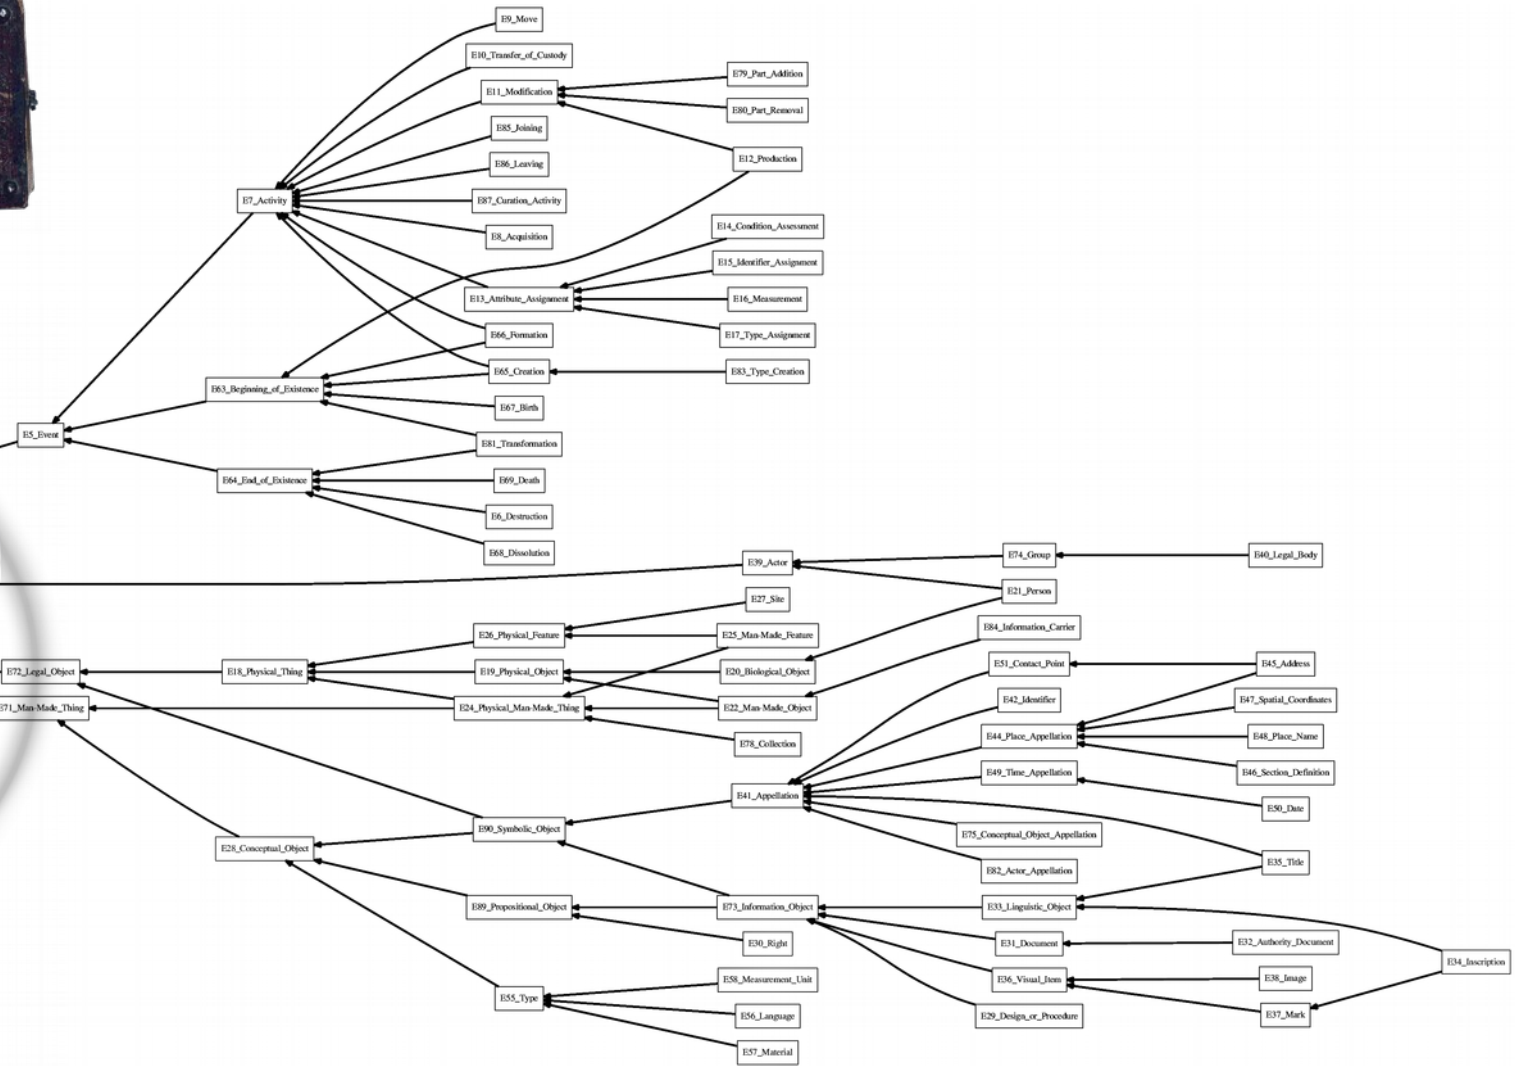 E9_Move
E10_Transfer_of_Custody
E79_Part_Addition
E11_Modification
E80_Part_Removal
E85_Joining
E12_Production
E86_Leaving
E7_Activity
E87_Curation_Activity
E14_Condition_Assessment
E8_Acquisition
E15_Identifier_Assignment
E13_Attribute_Assignment
E16_Measurement
E66_Formation
E17_Type_Assignment
E65_Creation
E83_Type_Creation
E63_Beginning_of_Existence
E67_Birth
E5_Event
E81_Transformation
E64_End_of_Existence
E69_Death
E6_Destruction
E68_Dissolution
E39_Actor
E74_Group
E40_Legal_Body
E27_Site
E21_Person
E26_Physical_Feature
E25_Man-Made_Feature
E84_Information_Carrier
E72_Legal_Object
E18_Physical_Thing
E19_Physical_Object
E20_Biological_Object
E51_Contact_Point
E45_Address
E71_Man-Made_Thing
E24_Physical_Man-Made_Thing
E22_Man-Made_Object
E42_Identifier
E47_Spatial_Coordinates
E78_Collection
E44_Place_Appellation
E48_Place_Name
E49_Time_Appellation
E46_Section_Definition
E41_Appellation
E50_Date
E90_Symbolic_Object
E75_Conceptual_Object_Appellation
E28_Conceptual_Object
E35_Title
E82_Actor_Appellation
E89_Propositional_Object
E73_Information_Object
E33_Linguistic_Object
E30_Right
E31_Document
E32_Authority_Document
E34_Inscription
E58_Measurement_Unit
E36_Visual_Item
E38_Image
E55_Type
E56_Language
E29_Design_or_Procedure
E37_Mark
E57_Material